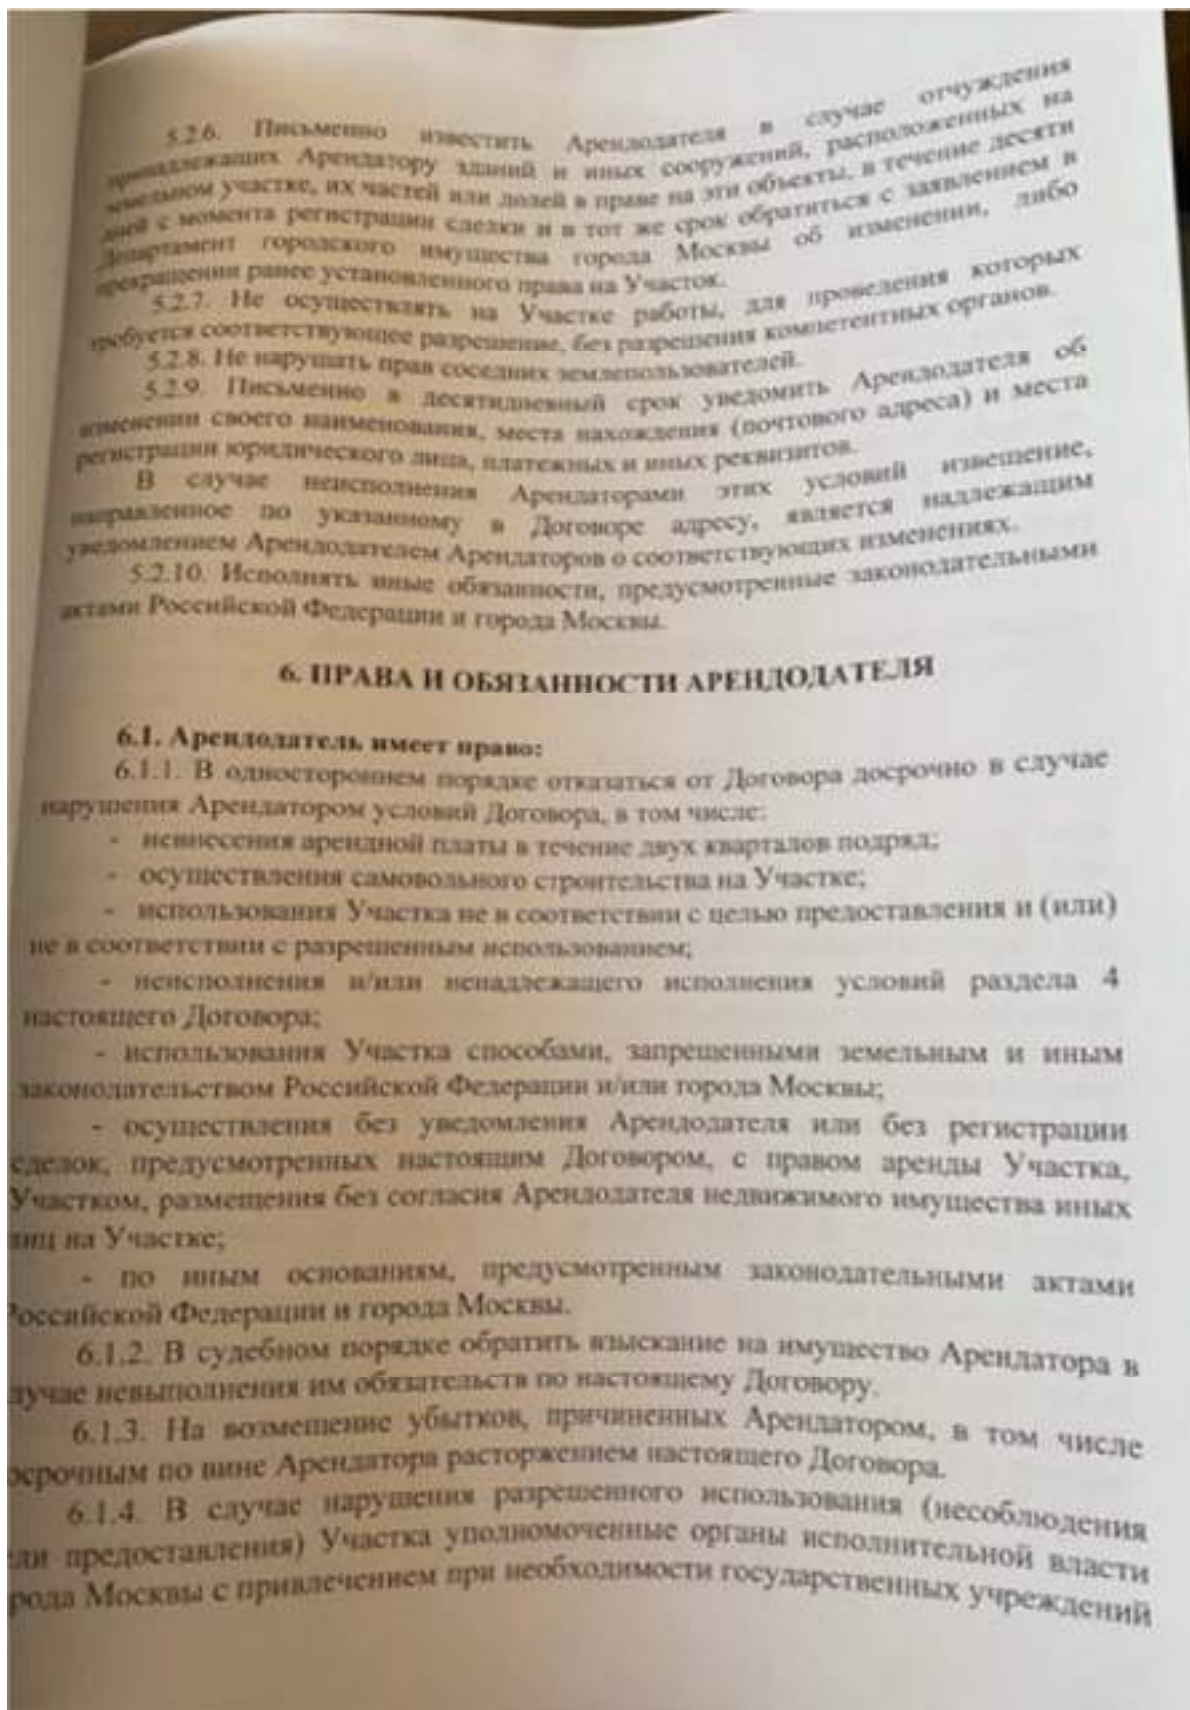 5.2.6. Письменно известить Арендодателя в случае отчуждения
принадлежащих Арендатору зданий и иных сооружений, расположенных на
земельном участке, их частей или долей в праве на эти объекты, в течение десяти
дней с момента регистрации сделки и в тот же срок обратиться с заявлением в
Департамент городского имущества города Москвы об изменении, либо
прекращении ранее установленного права на Участок.
5.2.7. Не осуществлять на Участке работы, для проведения которых
требуется соответствующее разрешение, без разрешения компетентных органов.
5.2.8. Не нарушать прав соседних землепользователей.
5.2.9. Письменно в десятидневный срок уведомить Арендодателя об
изменении своего наименования, места нахождения (почтового адреса) и места
регистрации юридического лица, платежных и иных реквизитов.
В случае неисполнения Арендаторами этих условий извещение,
направленное по указанному в Договоре адресу, является надлежащим
уведомлением Арендодателем Арендаторов о соответствующих изменениях.
5.2.10. Исполнять иные обязанности, предусмотренные законодательными
актами Российской Федерации и города Москвы.
6. ПРАВА И ОБЯЗАННОСТИ АРЕНДОДАТЕЛЯ
6.1. Арендодатель имеет право:
6.1.1. В одностороннем порядке отказаться от Договора досрочно в случае
нарушения Арендатором условий Договора, в том числе:
- невнесения арендной платы в течение двух кварталов подряд;
- осуществления самовольного строительства на Участке;
- использования Участка не в соответствии с целью предоставления и (или)
не в соответствии с разрешенным использованием;
- неисполнения и/или ненадлежащего исполнения условий раздела 4
настоящего Договора;
- использования Участка способами, запрещенными земельным и иным
законодательством Российской Федерации и/или города Москвы;
- осуществления без уведомления Арендодателя или без регистрации
сделок, предусмотренных настоящим Договором, с правом аренды Участка,
Участком, размещения без согласия Арендодателя недвижимого имущества иных
лиц на Участке;
- по иным основаниям, предусмотренным законодательными актами
Российской Федерации и города Москвы.
6.1.2. В судебном порядке обратить взыскание на имущество Арендатора в
лучае невыполнения им обязательств по настоящему Договору.
6.1.3. На возмещение убытков, причиненных Арендатором, в том числе
осрочным по вине Арендатора расторжением настоящего Договора.
6.1.4. В случае нарушения разрешенного использования (несоблюдения
ели предоставления) Участка уполномоченные органы исполнительной власти
рода Москвы с привлечением при необходимости государственных учреждений